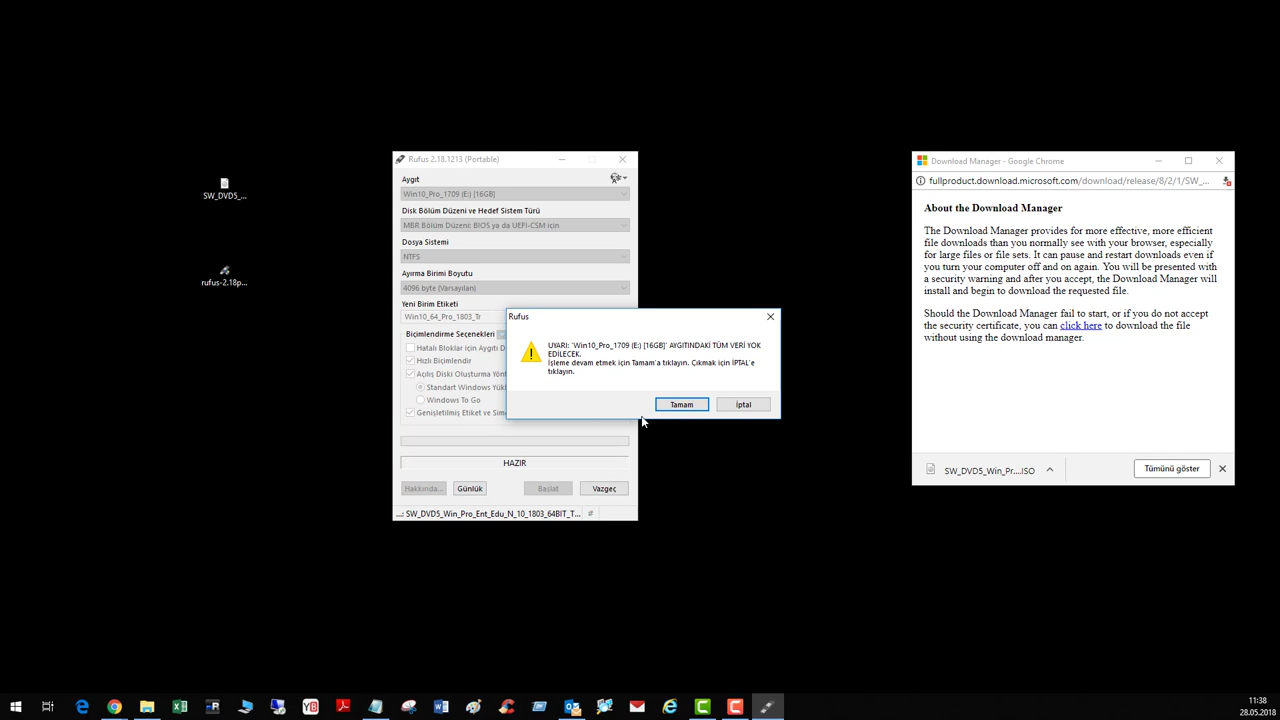 SW_DVD5_...
rufus-2.18p...
Rufus 2.18.1213 (Portable)
Aygıt
Win10_Pro_1709 (E:) [16GB]
Disk Bölüm Düzeni ve Hedef Sistem Türü
MBR Bölüm Düzeni: BIOS ya da UEFI-CSM için
Dosya Sistemi
NTFS
Ayırma Birimi Boyutu
4096 byte (Varsayılan)
Yeni Birim Etiketi
Win10_64_Pro_1803_Tr
Biçimlendirme Seçenekleri
Hatalı Bloklar için Aygıtı D
Hızlı Biçimlendir
Açılış Diski Oluşturma Yönt
Standart Windows Yükl
Windows To Go
Genişletilmiş Etiket ve Sim
HAZIR
Hakkında...
Günlük
Başlat
Vazgeç
...: SW_DVD5_Win_Pro_Ent_Edu_N_10_1803_64BIT_T...
#
Rufus
UYARI: 'Win10_Pro_1709 (E:) [16GB]' AYGITINDAKİ TÜM VERİ YOK
EDİLECEK.
İşleme devam etmek için Tamam'a tıklayın. Çıkmak için İPTAL'e
tıklayın.
Tamam
İptal
Download Manager - Google Chrome
fullproduct.download.microsoft.com/download/release/8/2/1/SW_...
About the Download Manager
The Download Manager provides for more effective, more efficient
file downloads than you normally see with your browser, especially
for large files or file sets. It can pause and restart downloads even if
you turn your computer off and on again. You will be presented with
a security warning and after you accept, the Download Manager will
install and begin to download the requested file.
Should the Download Manager fail to start, or if you do not accept
the security certificate, you can click here to download the file
without using the download manager.
SW_DVD5_Win_Pr....ISO
Tümünü göster
YB
11:38
28.05.2018